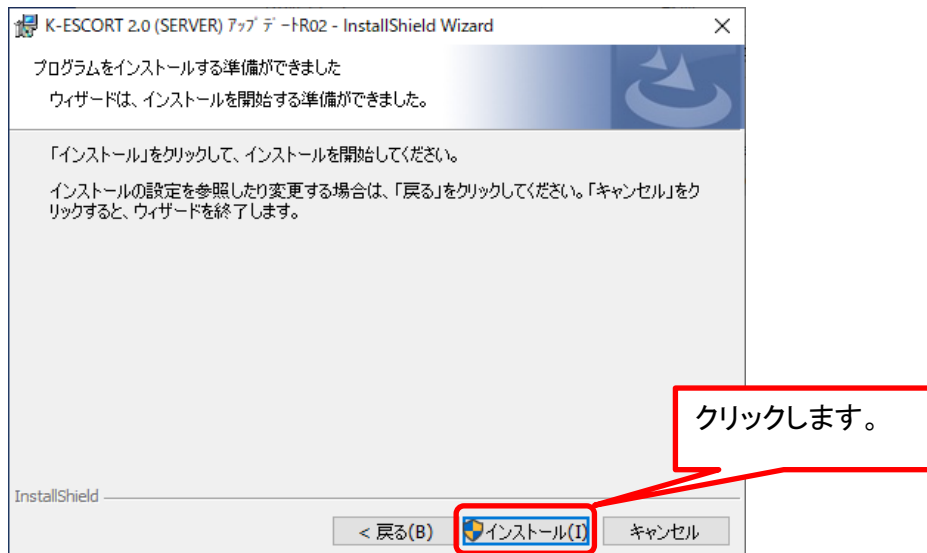 K-ESCORT 2.0 (SERVER) ｱｯﾌﾟﾃﾞｰﾄR02 - InstallShield Wizard
プログラムをインストールする準備ができました
ウィザードは、インストールを開始する準備ができました。
「インストール」をクリックして、インストールを開始してください。
インストールの設定を参照したり変更する場合は、「戻る」をクリックしてください。「キャンセル」をク
リックすると、ウィザードを終了します。
クリックします。
InstallShield
< 戻る(B)
インストール(I)
キャンセル